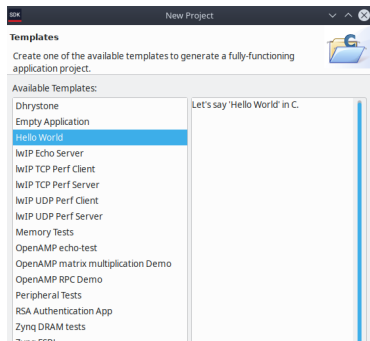 SDK
New Project
Templates
Create one of the available templates to generate a fully-functioning
application project.
Available Templates:
Dhrystone
Empty Application
Hello World
lwIP Echo Server
lwIP TCP Perf Client
lwIP TCP Perf Server
lwIP UDP Perf Client
lwIP UDP Perf Server
Memory Tests
OpenAMP echo-test
OpenAMP matrix multiplication Demo
OpenAMP RPC Demo
Peripheral Tests
RSA Authentication App
Zynq DRAM tests
Zynq FSBL
Let's say 'Hello World' in C.